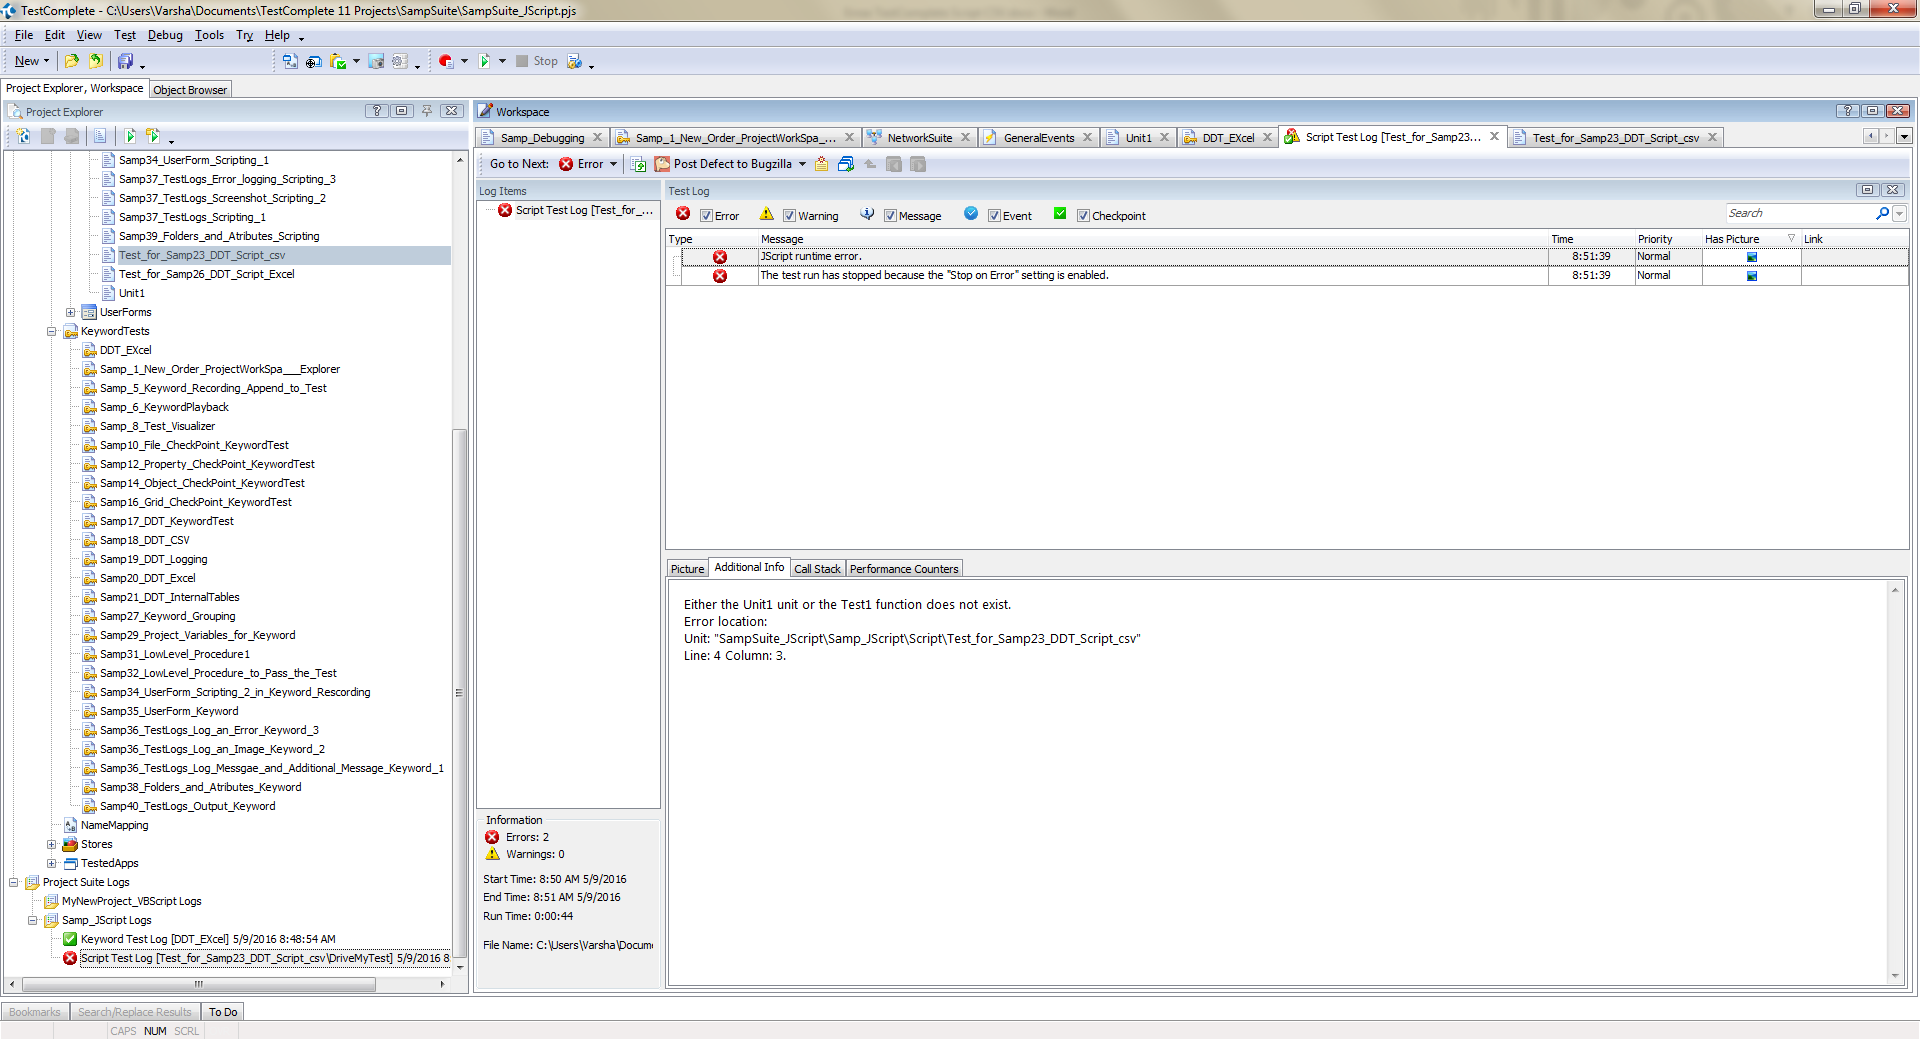 TestComplete - C:\Users\Varsha\Documents\TestComplete 11 Projects\SampSuite\SampSuite_JScript.pjs
File Edit View Test Debug Tools Try Help
New Stop
Project Explorer, Workspace Object Browser
Project Explorer
Samp34_UserForm_Scripting_1
Samp37_TestLogs_Error_logging_Scripting_3
Samp37_TestLogs_Screenshot_Scripting_2
Samp37_TestLogs_Scripting_1
Samp39_Folders_and_Atributes_Scripting
Test_for_Samp23_DDT_Script_csv
Test_for_Samp26_DDT_Script_Excel
Unit1
UserForms
KeywordTests
DDT_EXcel
Samp_1_New_Order_ProjectWorkSpa___Explorer
Samp_5_Keyword_Recording_Append_to_Test
Samp_6_KeywordPlayback
Samp_8_Test_Visualizer
Samp10_File_CheckPoint_KeywordTest
Samp12_Property_CheckPoint_KeywordTest
Samp14_Object_CheckPoint_KeywordTest
Samp16_Grid_CheckPoint_KeywordTest
Samp17_DDT_KeywordTest
Samp18_DDT_CSV
Samp19_DDT_Logging
Samp20_DDT_Excel
Samp21_DDT_InternalTables
Samp27_Keyword_Grouping
Samp29_Project_Variables_for_Keyword
Samp31_LowLevel_Procedure1
Samp32_LowLevel_Procedure_to_Pass_the_Test
Samp34_UserForm_Scripting_2_in_Keyword_Rescording
Samp35_UserForm_Keyword
Samp36_TestLogs_Log_an_Error_Keyword_3
Samp36_TestLogs_Log_an_Image_Keyword_2
Samp36_TestLogs_Log_Messgae_and_Additional_Message_Keyword_1
Samp38_Folders_and_Atributes_Keyword
Samp40_TestLogs_Output_Keyword
NameMapping
Stores
TestedApps
Project Suite Logs
MyNewProject_VBScript Logs
Samp_JScript Logs
Keyword Test Log [DDT_EXcel] 5/9/2016 8:48:54 AM
Script Test Log [Test_for_Samp23_DDT_Script_csv\DriveMyTest] 5/9/2016 8
Workspace
Samp_Debugging Samp_1_New_Order_ProjectWorkSpa_... NetworkSuite GeneralEvents Unit1 DDT_EXcel Script Test Log [Test_for_Samp23... Test_for_Samp23_DDT_Script_csv
Go to Next: Error Post Defect to Bugzilla
Log Items
Script Test Log [Test_for_...
Information
Errors: 2
Warnings: 0
Start Time: 8:50 AM 5/9/2016
End Time: 8:51 AM 5/9/2016
Run Time: 0:00:44
File Name: C:\Users\Varsha\Docum
Test Log
Error Warning Message Event Checkpoint Search
Type Message Time Priority Has Picture Link
JScript runtime error. 8:51:39 Normal
The test run has stopped because the "Stop on Error" setting is enabled. 8:51:39 Normal
Picture Additional Info Call Stack Performance Counters
Either the Unit1 unit or the Test1 function does not exist.
Error location:
Unit: "SampSuite_JScript\Samp_JScript\Script\Test_for_Samp23_DDT_Script_csv"
Line: 4 Column: 3.
Bookmarks Search/Replace Results To Do
CAPS NUM SCRL